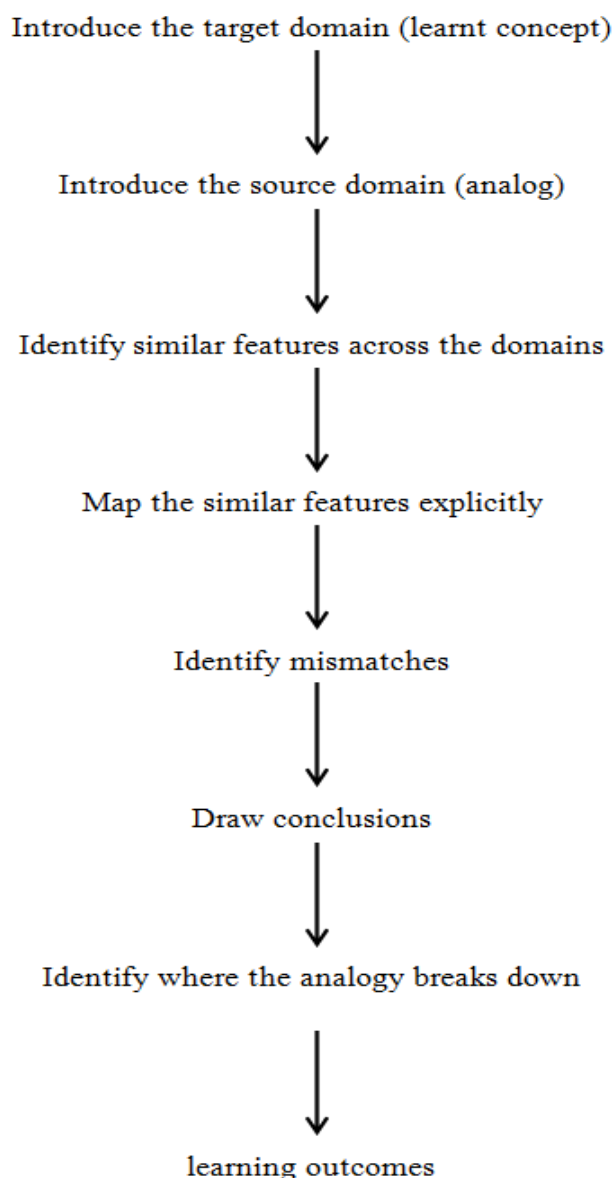 Introduce the target domain (learnt concept)
Introduce the source domain (analog)
Identify similar features across the domains
Map the similar features explicitly
Identify mismatches
Draw conclusions
Identify where the analogy breaks down
learning outcomes